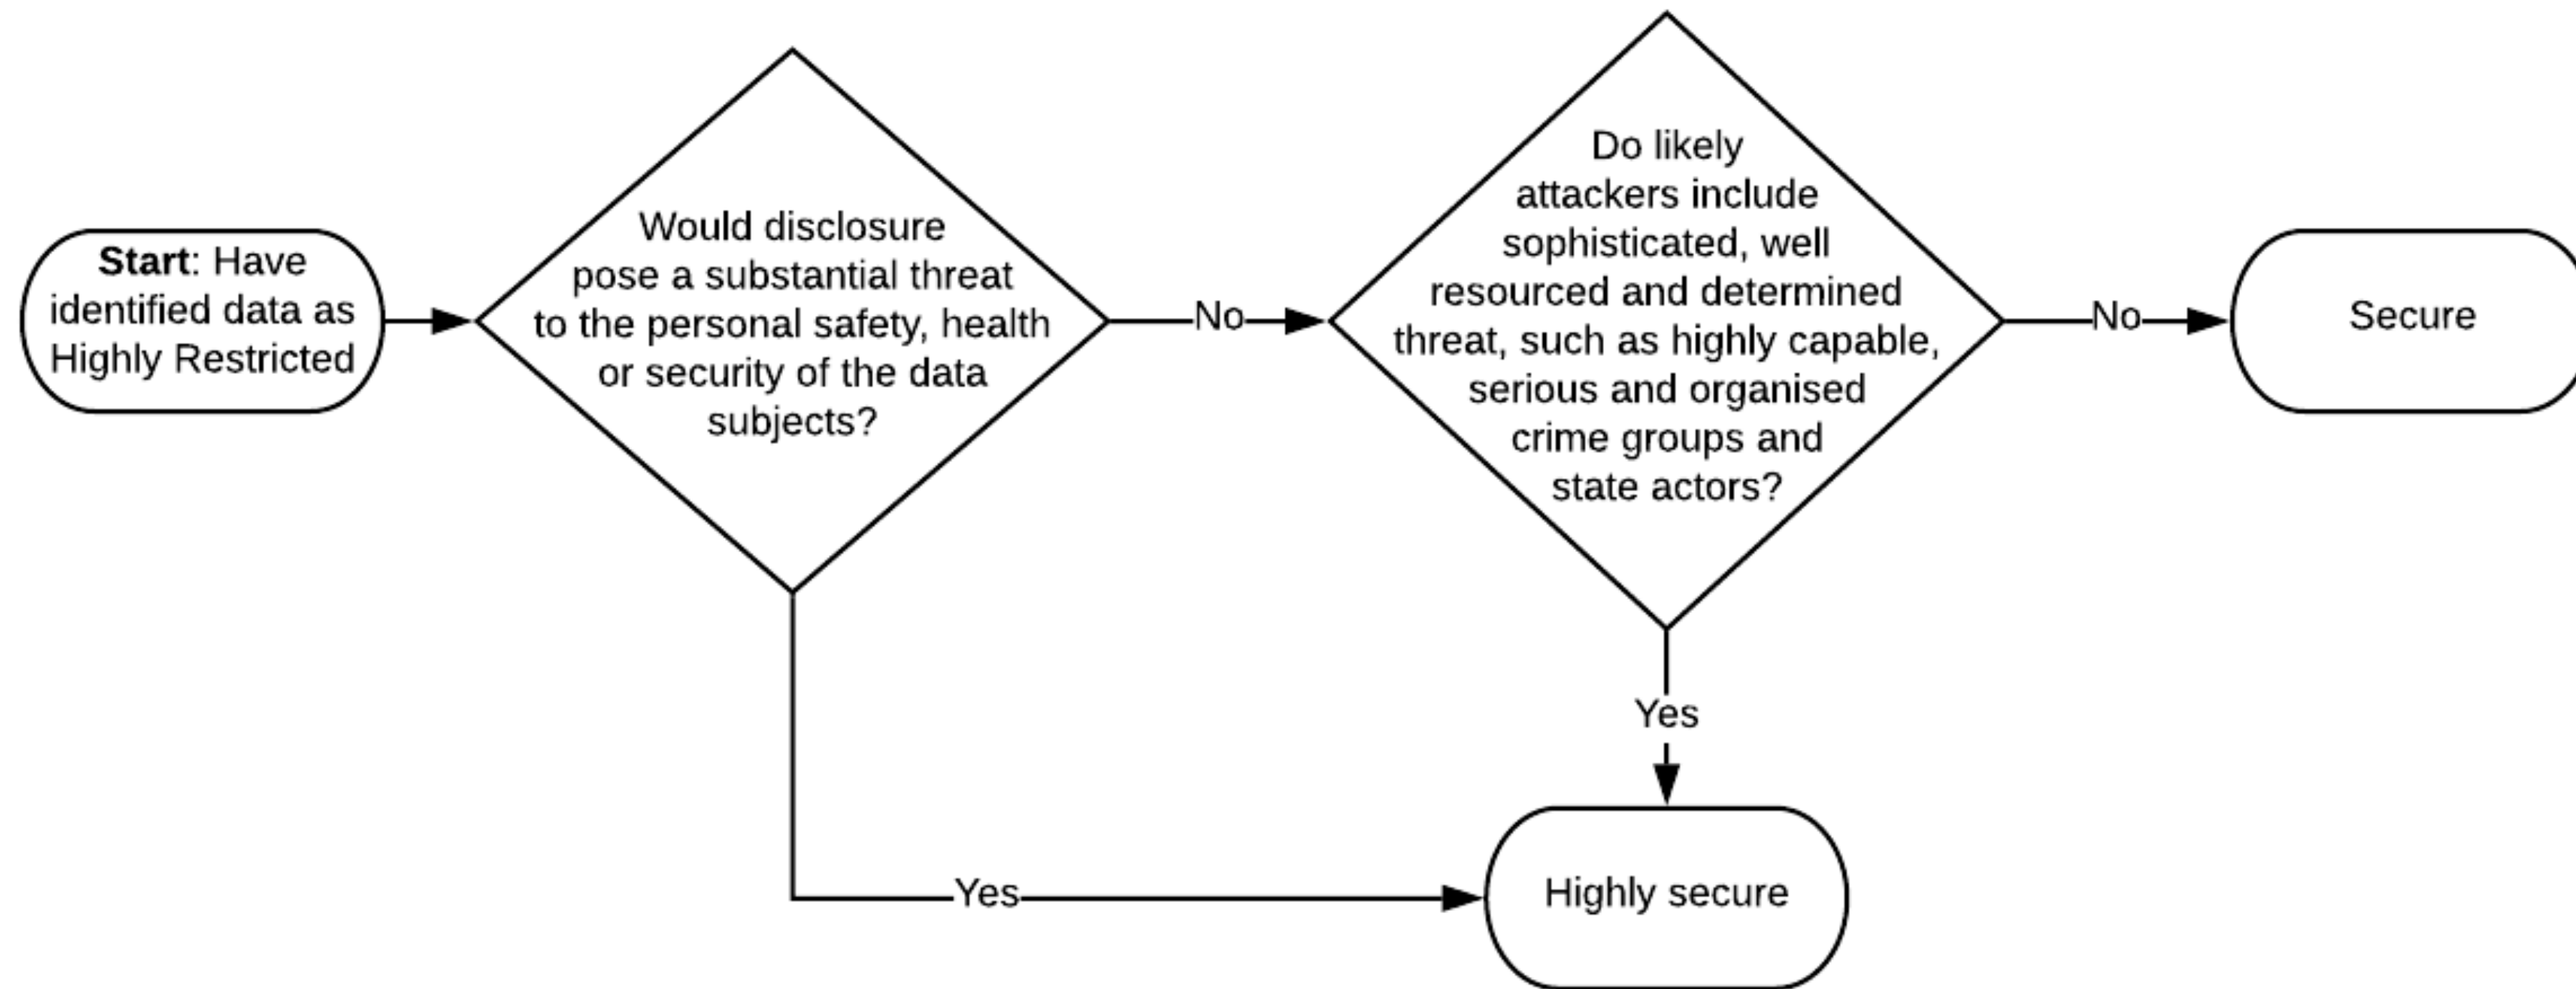 Start: Have
identified data as
Highly Restricted
Would disclosure
pose a substantial threat
to the personal safety, health
or security of the data
subjects?
No
Do likely
attackers include
sophisticated, well
resourced and determined
threat, such as highly capable,
serious and organised
crime groups and
state actors?
No
Secure
Yes
Yes
Highly secure